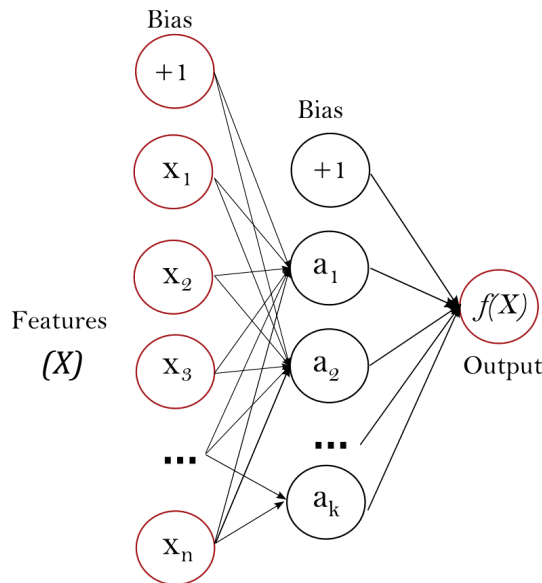 Bias
+1
x1
x2
x3
...
xn
Features
(X)
Bias
+1
a1
a2
...
ak
f(X)
Output